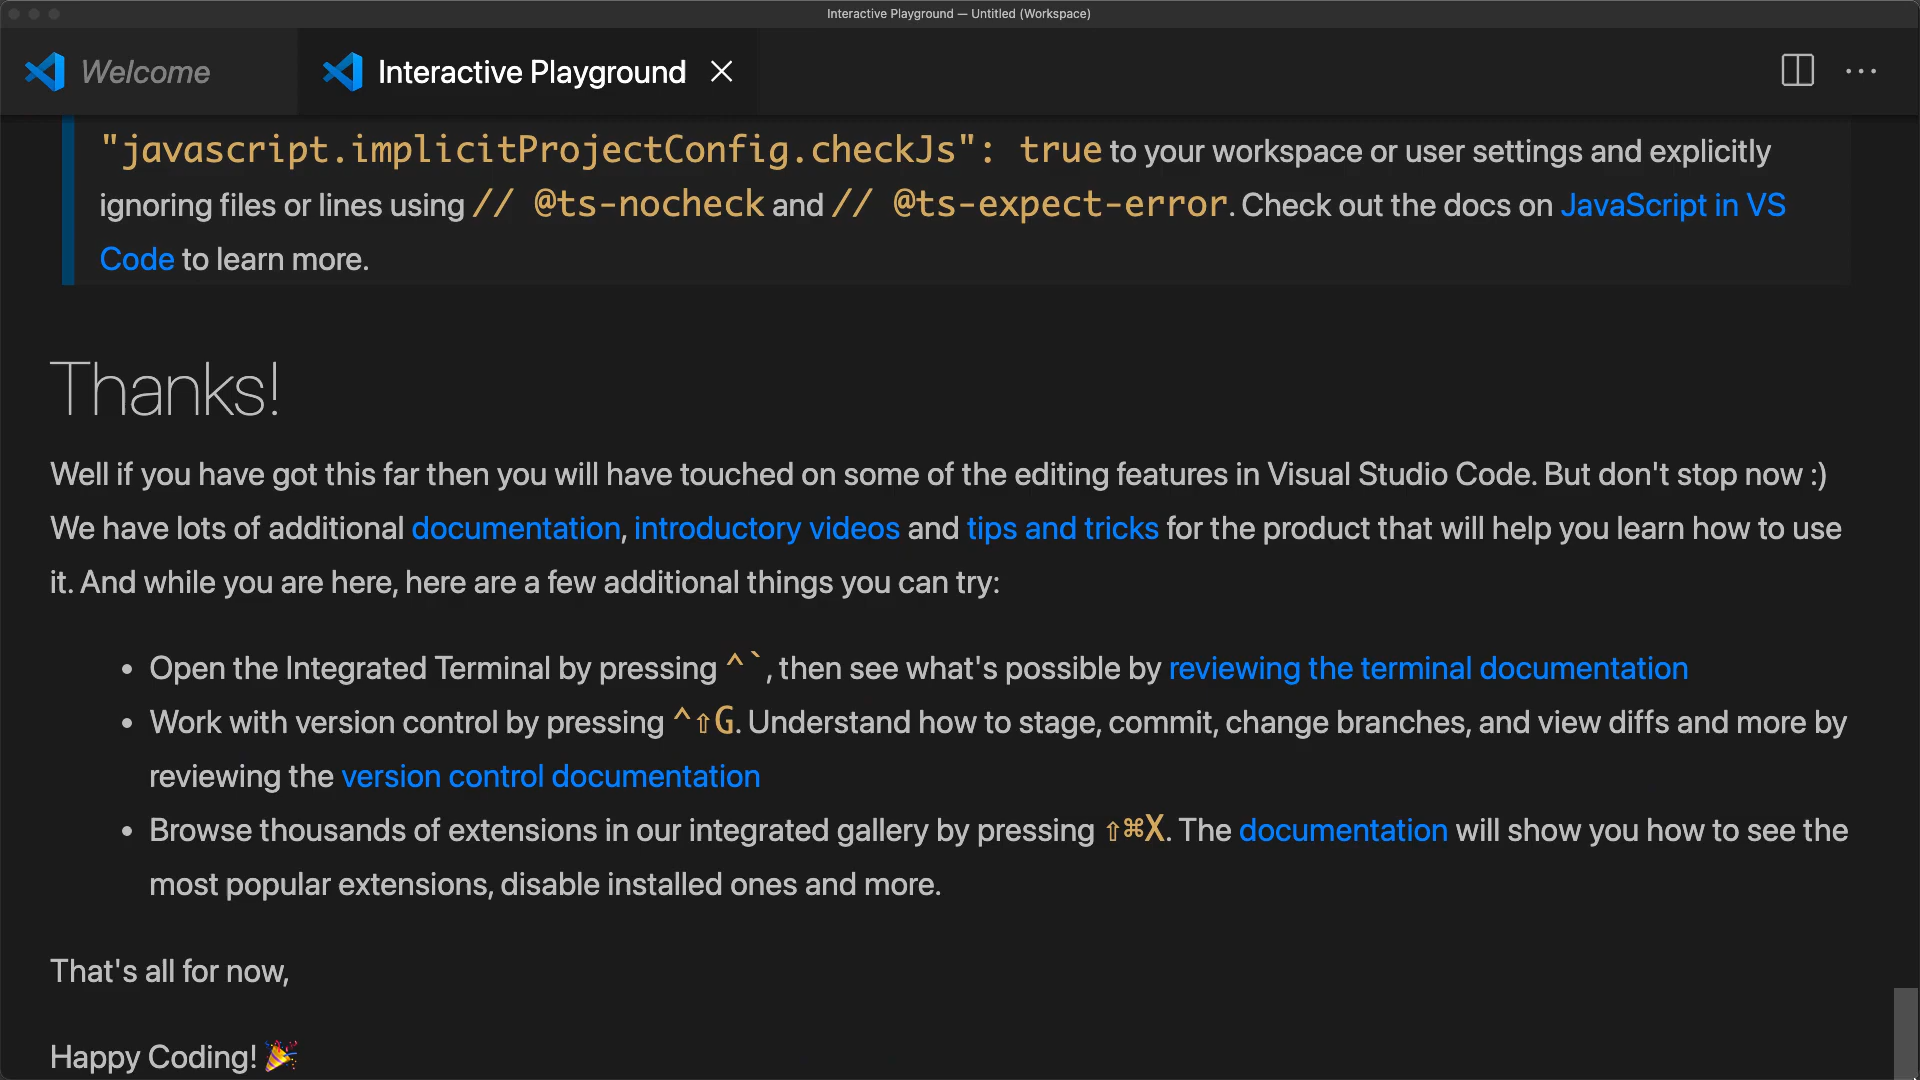 Interactive Playground — Untitled (Workspace)
Welcome
Interactive Playground
"javascript.implicitProjectConfig.checkJs": true to your workspace or user settings and explicitly
ignoring files or lines using // @ts-nocheck and // @ts-expect-error. Check out the docs on JavaScript in VS
Code to learn more.
Thanks!
Well if you have got this far then you will have touched on some of the editing features in Visual Studio Code. But don't stop now :)
We have lots of additional documentation, introductory videos and tips and tricks for the product that will help you learn how to use
it. And while you are here, here are a few additional things you can try:
• Open the Integrated Terminal by pressing ⌃`, then see what's possible by reviewing the terminal documentation
• Work with version control by pressing ⌃⇧G. Understand how to stage, commit, change branches, and view diffs and more by
reviewing the version control documentation
• Browse thousands of extensions in our integrated gallery by pressing ⇧⌘X. The documentation will show you how to see the
most popular extensions, disable installed ones and more.
That's all for now,
Happy Coding! 🎉